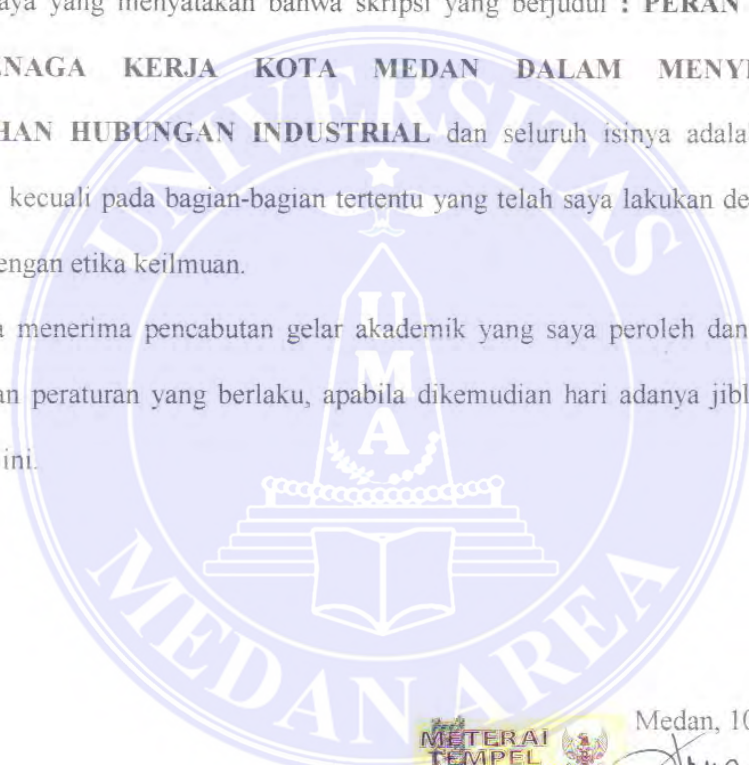 aya yang menyatakan bahwa skripsi yang berjudul : PERAN
ENAGA KERJA KOTA MEDAN DALAM MENYE
HAN HUBUNGAN INDUSTRIAL dan seluruh isinya adala
kecuali pada bagian-bagian tertentu yang telah saya lakukan de
engan etika keilmuan.
a menerima pencabutan gelar akademik yang saya peroleh dan
an peraturan yang berlaku, apabila dikemudian hari adanya jibl
ini.
UNIVERSITAS
UMA
MEDAN AREA
Medan, 10
METERAI
TEMPEL